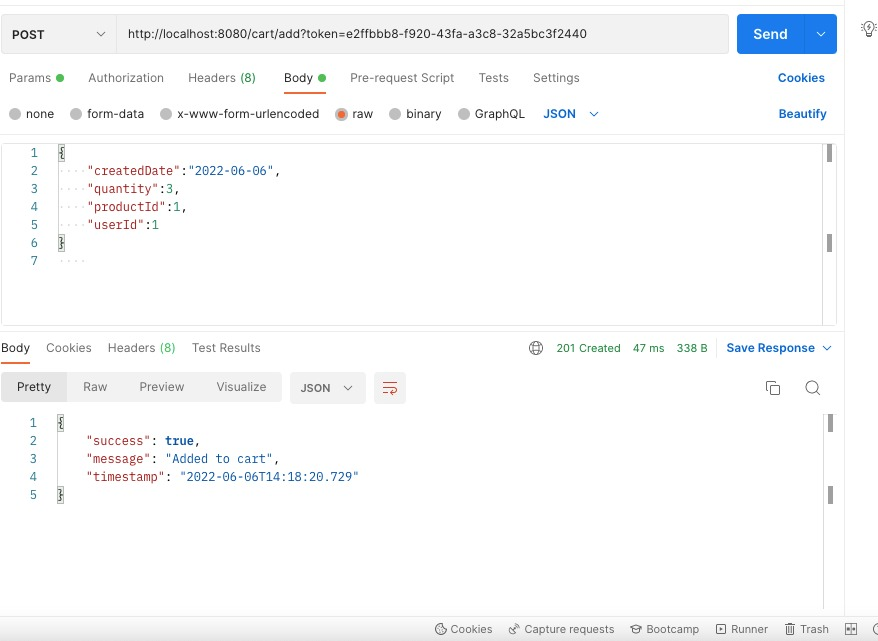 POST http://localhost:8080/cart/add?token=e2ffbbb8-f920-43fa-a3c8-32a5bc3f2440 Send
Params Authorization Headers (8) Body Pre-request Script Tests Settings Cookies
none form-data x-www-form-urlencoded raw binary GraphQL JSON Beautify
1 {
2 ····"createdDate":"2022-06-06",
3 ····"quantity":3,
4 ····"productId":1,
5 ····"userId":1
6 }
7 ····
Body Cookies Headers (8) Test Results 201 Created 47 ms 338 B Save Response
Pretty Raw Preview Visualize JSON
1 {
2 "success": true,
3 "message": "Added to cart",
4 "timestamp": "2022-06-06T14:18:20.729"
5 }
Cookies Capture requests Bootcamp Runner Trash